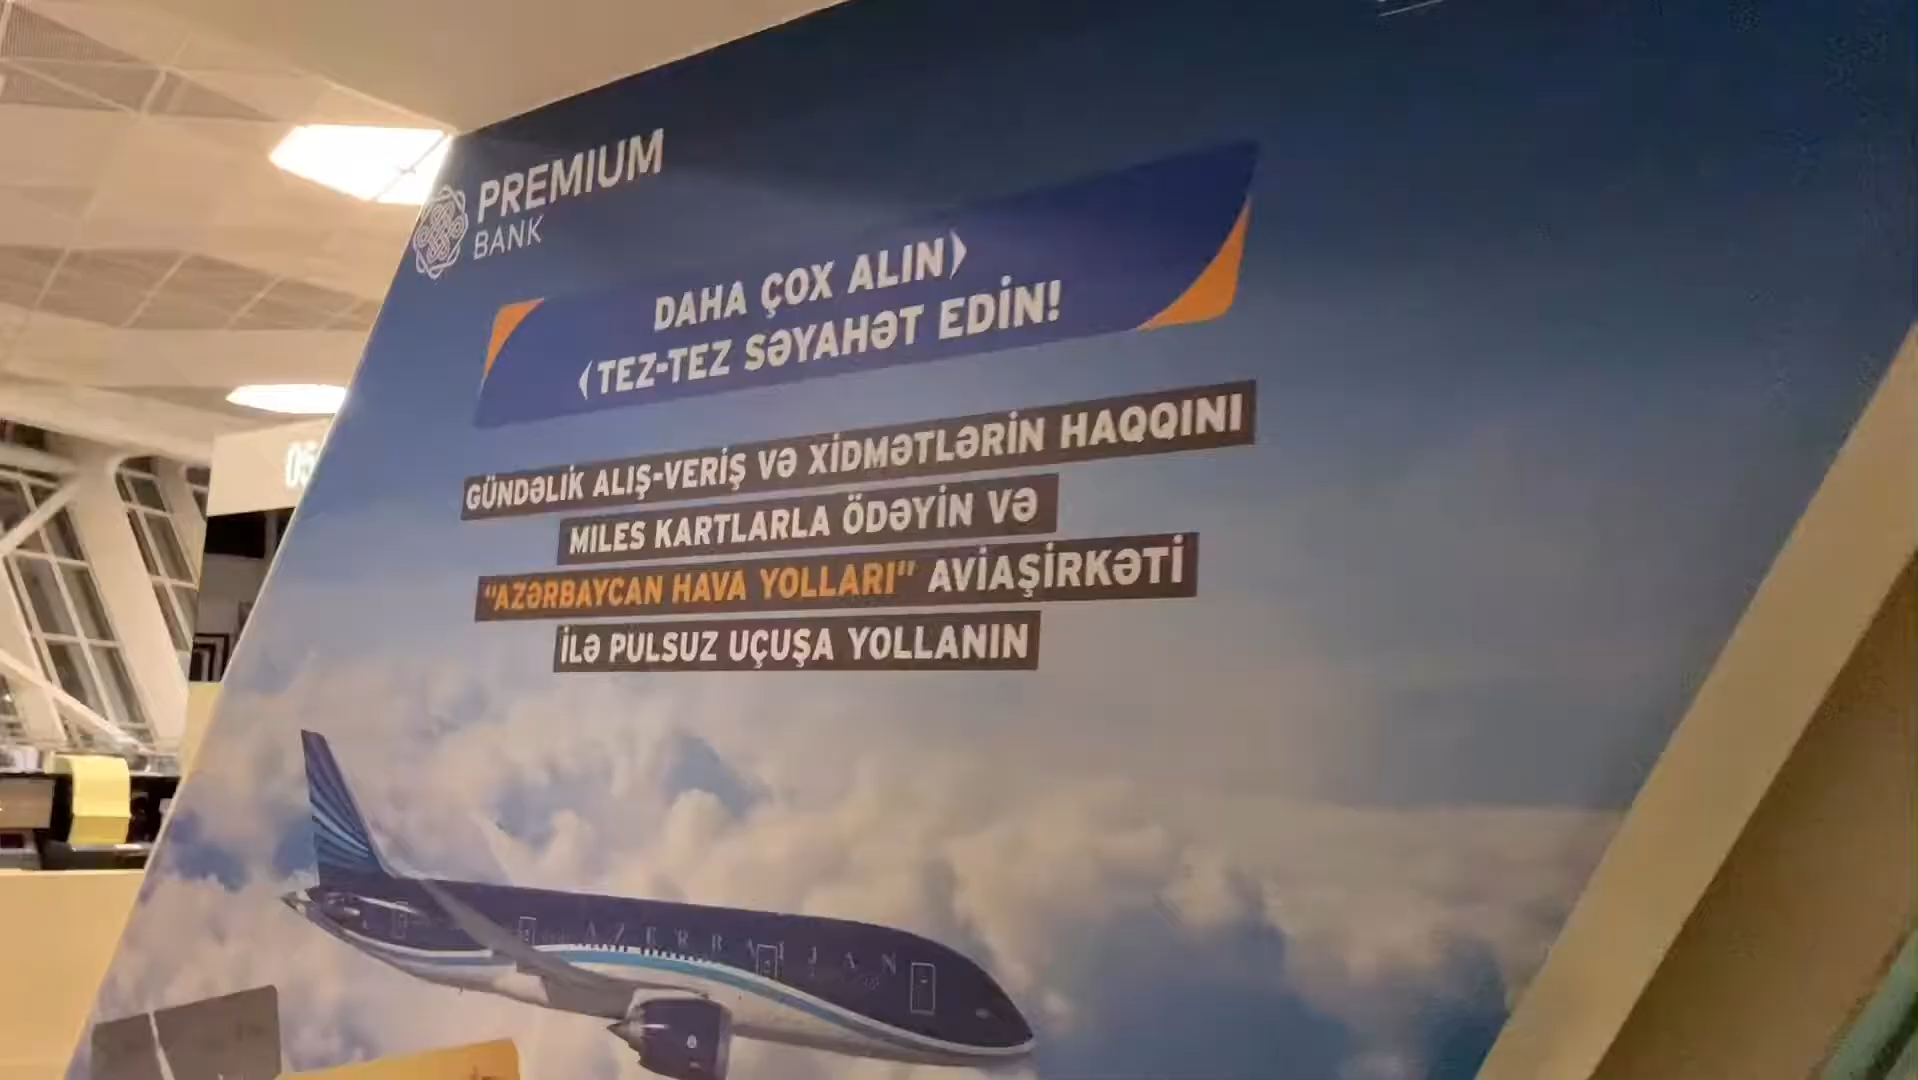 PREMIUM
BANK
DAHA ÇOX ALIN
TEZ-TEZ SƏYAHƏT EDİN!
GÜNDƏLİK ALIŞ-VERİŞ VƏ XİDMƏTLƏRİN HAQQINI
MILES KARTLARLA ÖDƏYİN VƏ
"AZƏRBAYCAN HAVA YOLLARI" AVİAŞİRKƏTİ
İLƏ PULSUZ UÇUŞA YOLLANIN
AZERBAIJAN